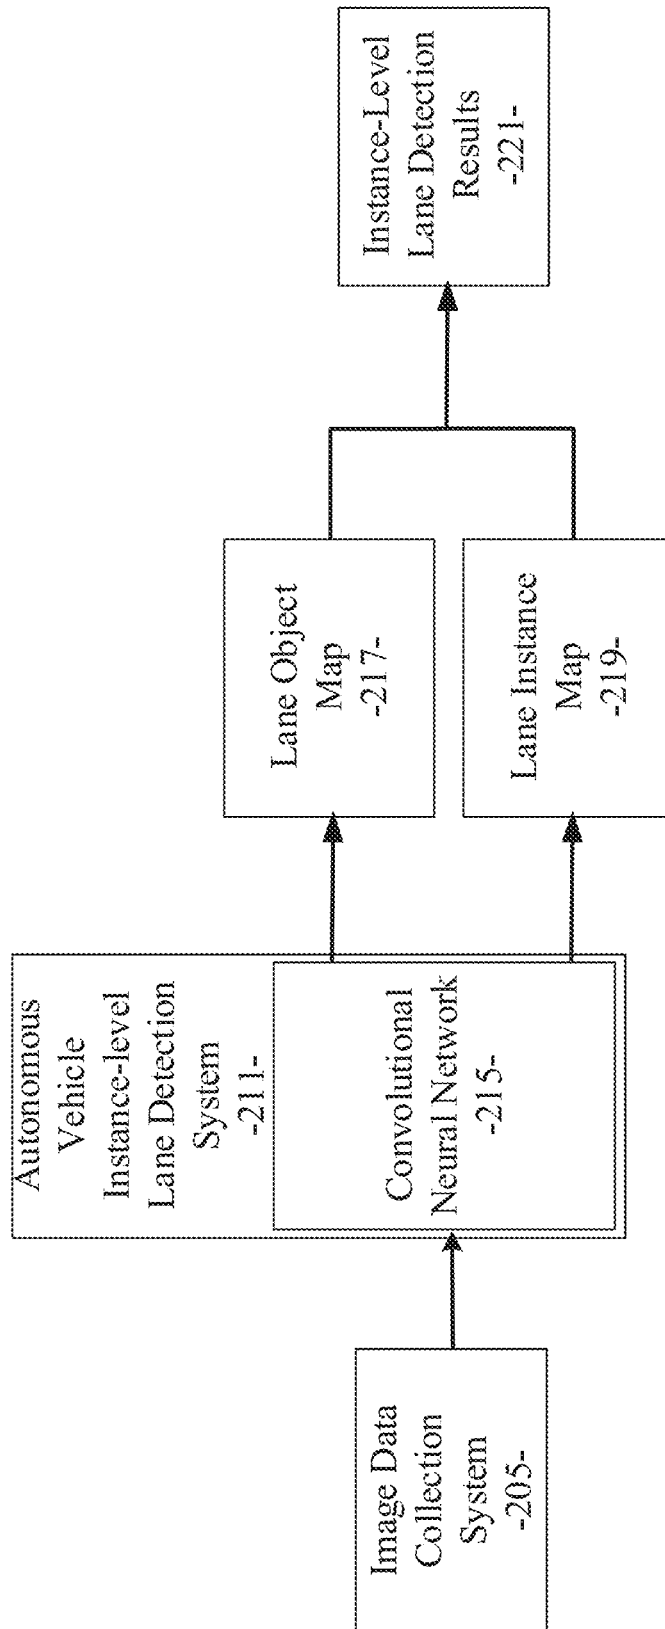 Image Data
Collection
System
-205-
Autonomous
Vehicle
Instance-level
Lane Detection
System
-211-
Convolutional
Neural Network
-215-
Lane Object
Map
-217-
Lane Instance
Map
-219-
Instance-Level
Lane Detection
Results
-221-